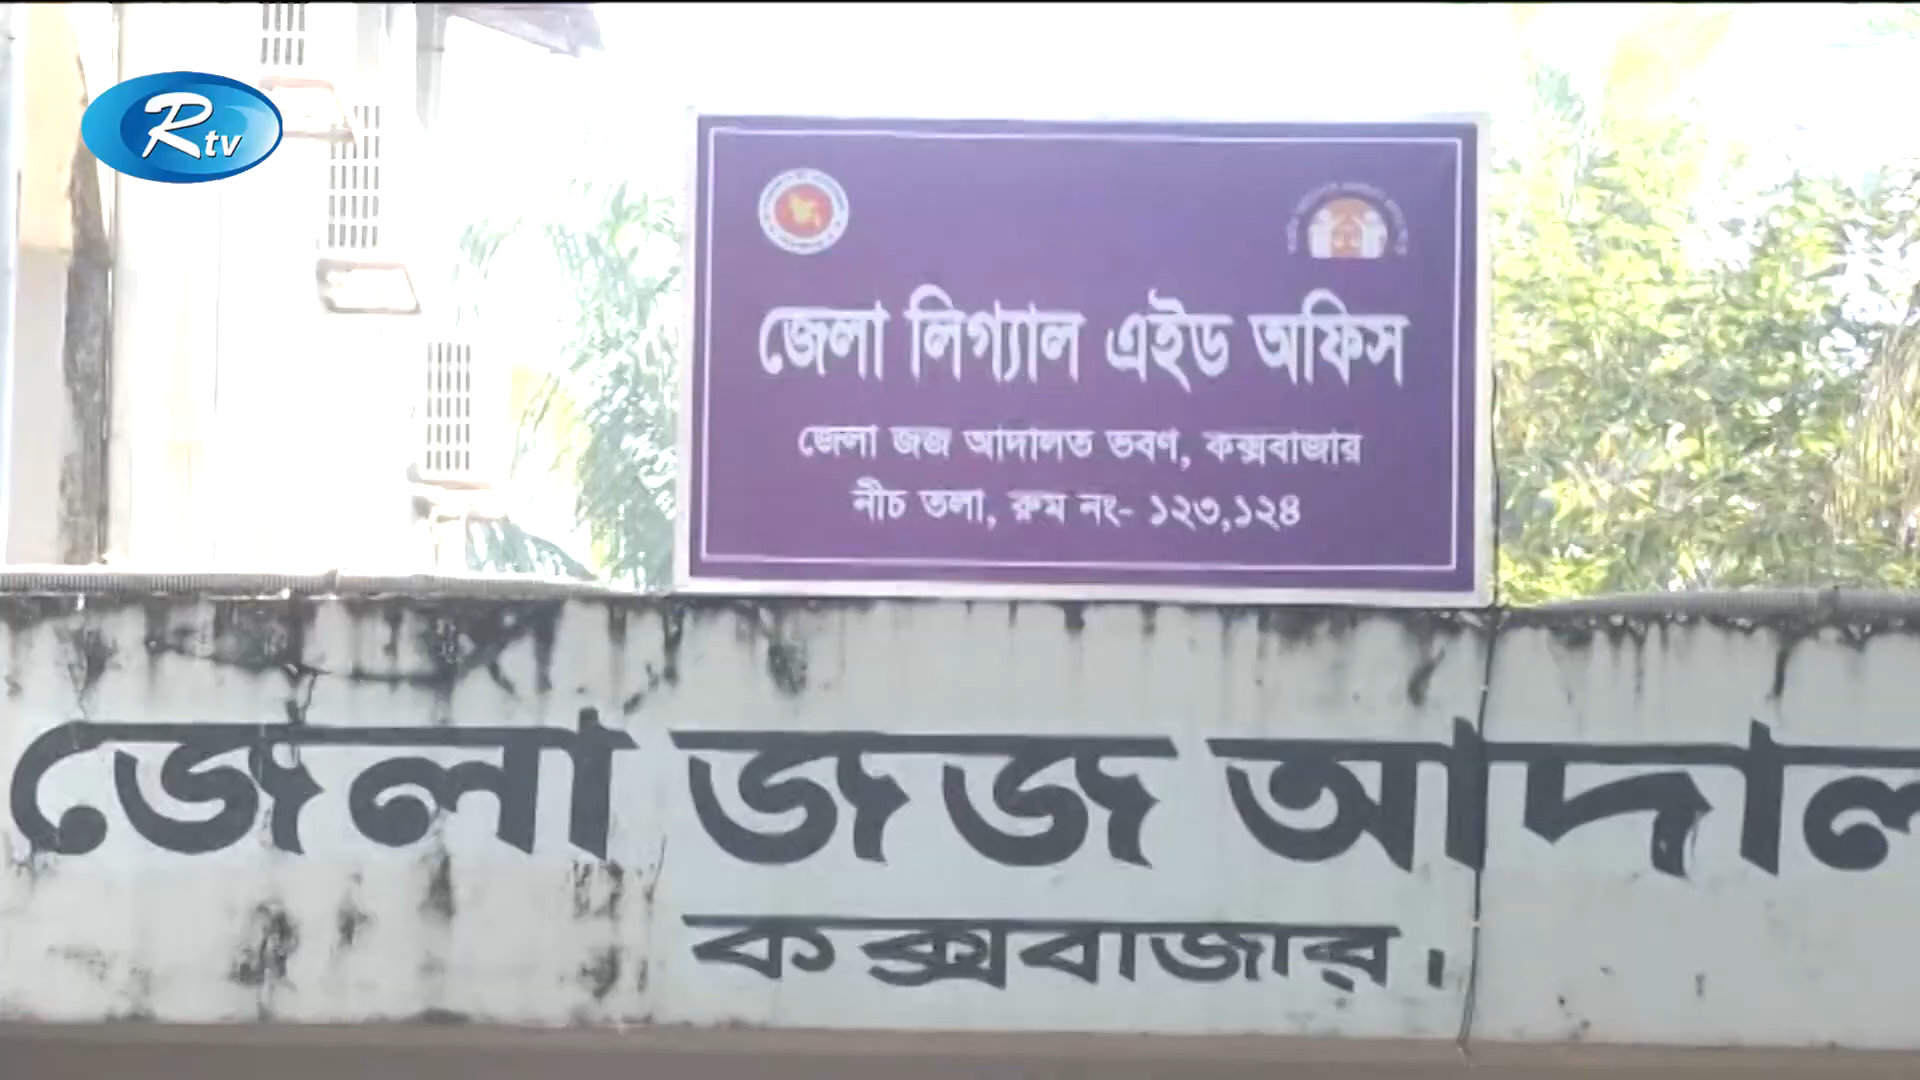 Rtv
জেলা লিগ্যাল এইড অফিস
জেলা জজ আদালত ভবণ, কক্সবাজার
নীচ তলা, রুম নং- ১২৩,১২৪
জেলা জজ আদাল
কক্সবাজার।